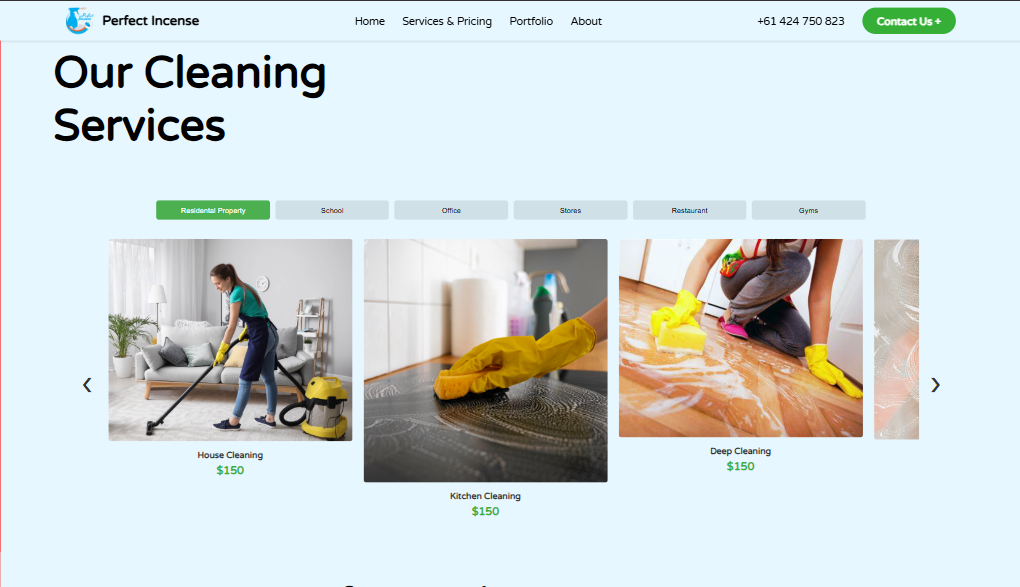 Perfect Incense
Home Services & Pricing Portfolio About
+61 424 750 823
Contact Us +
Our Cleaning
Services
Residental Property
School
Office
Stores
Restaurant
Gyms
House Cleaning
$150
Kitchen Cleaning
$150
Deep Cleaning
$150